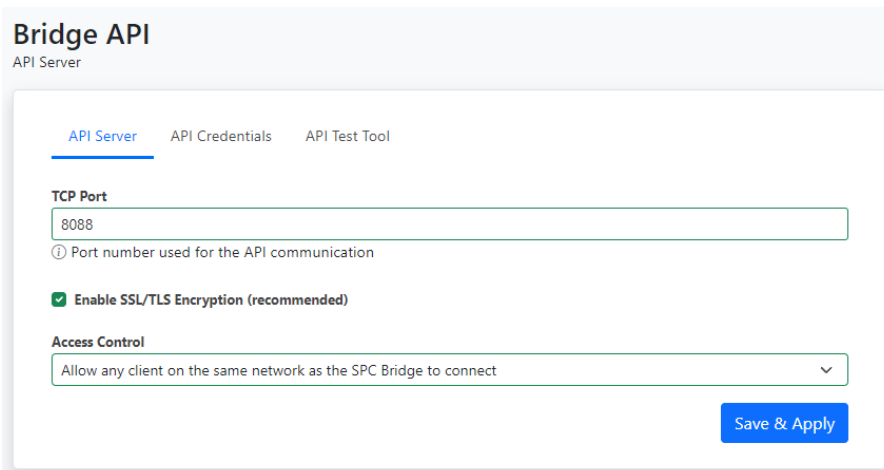 Bridge API
API Server
API Server API Credentials API Test Tool
TCP Port
8088
Port number used for the API communication
Enable SSL/TLS Encryption (recommended)
Access Control
Allow any client on the same network as the SPC Bridge to connect
Save & Apply